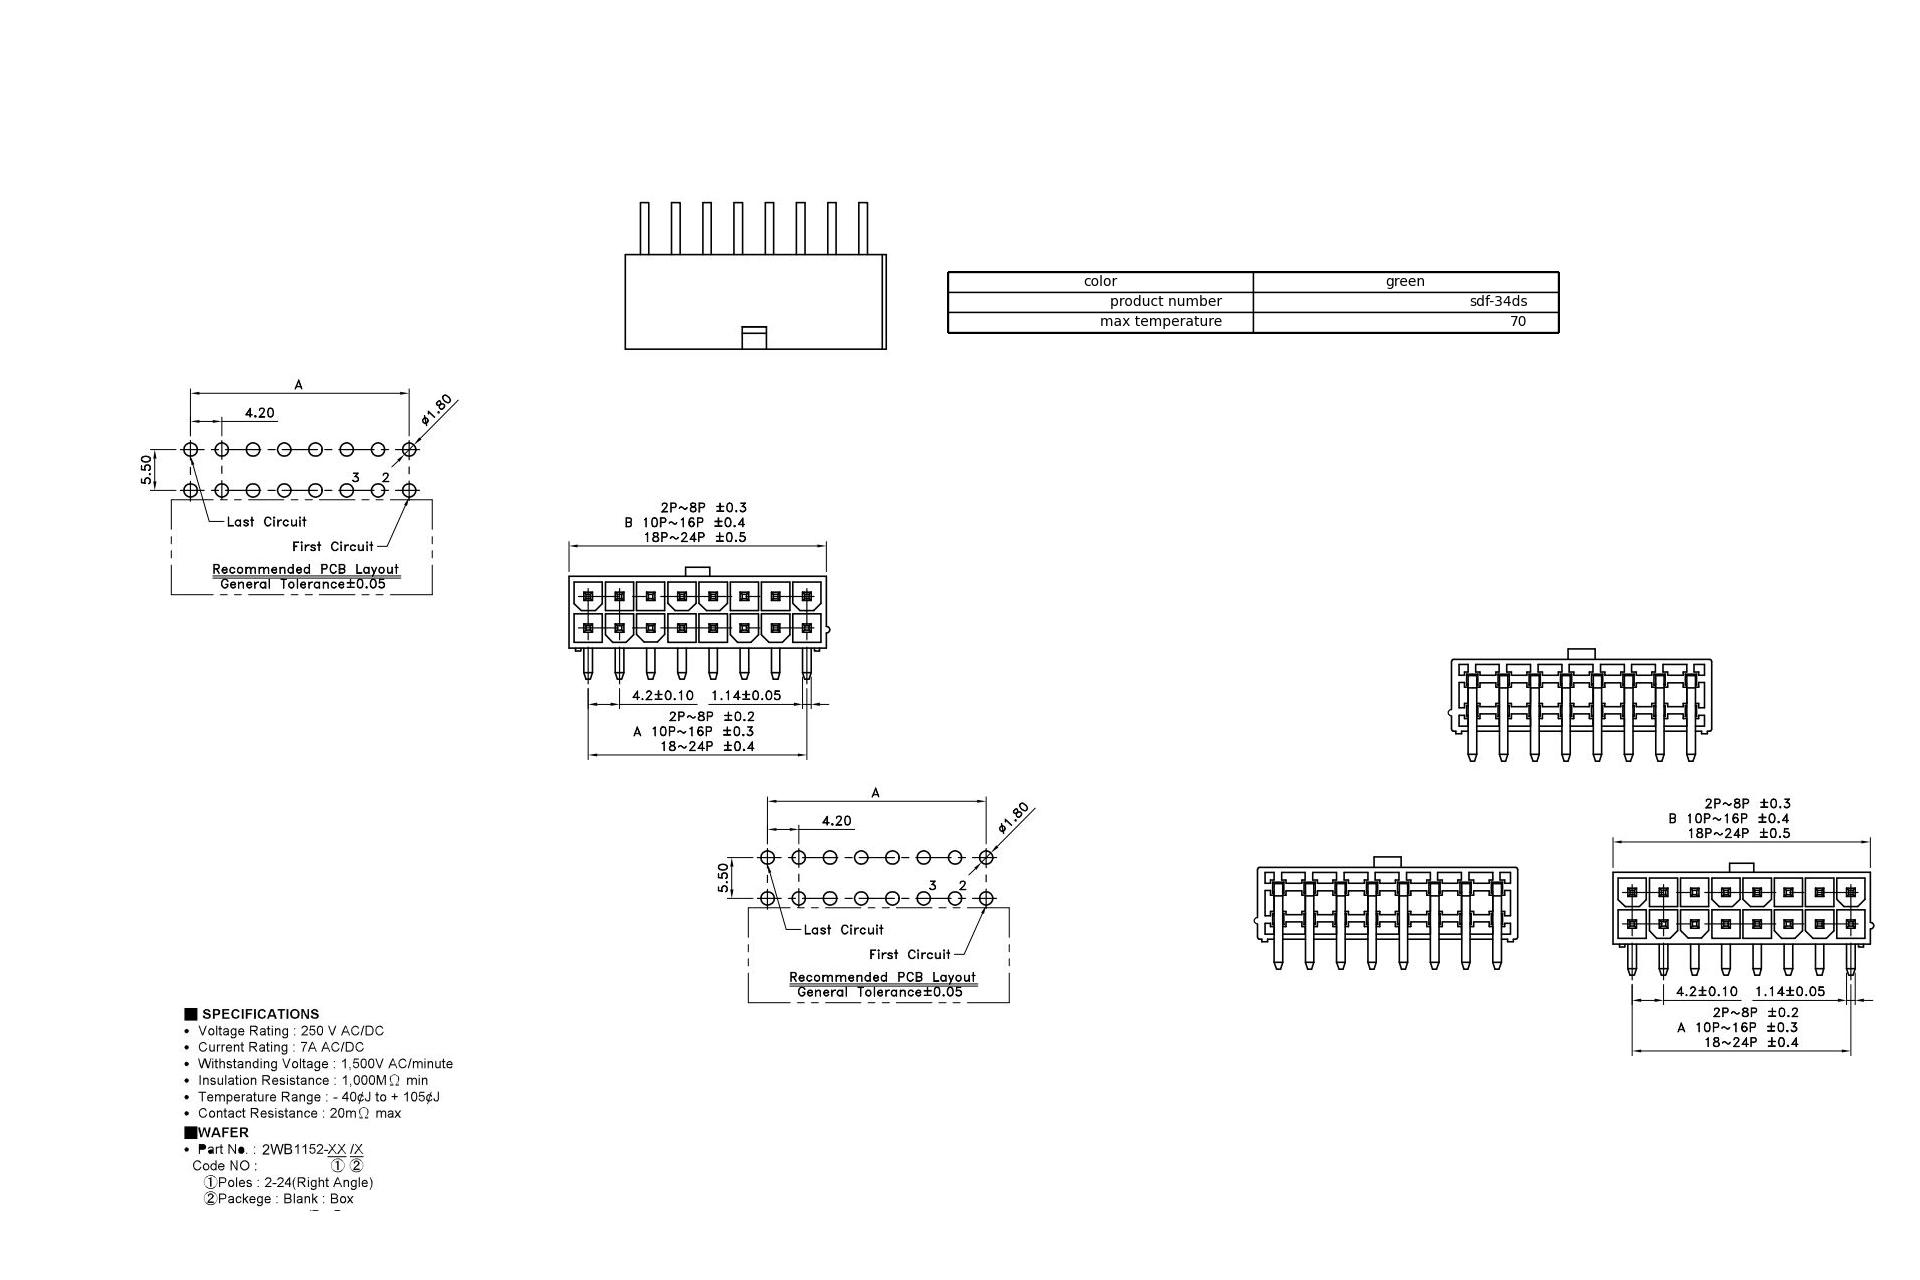 color green
product number sdf-34ds
max temperature 70
A
4.20
ø1.80
5.50
3 2
Last Circuit
First Circuit
Recommended PCB Layout
General Tolerance±0.05
2P~8P ±0.3
B 10P~16P ±0.4
18P~24P ±0.5
4.2±0.10 1.14±0.05
2P~8P ±0.2
A 10P~16P ±0.3
18~24P ±0.4
A
4.20
ø1.80
5.50
3 2
Last Circuit
First Circuit
Recommended PCB Layout
General Tolerance±0.05
2P~8P ±0.3
B 10P~16P ±0.4
18P~24P ±0.5
4.2±0.10 1.14±0.05
2P~8P ±0.2
A 10P~16P ±0.3
18~24P ±0.4
■ SPECIFICATIONS
• Voltage Rating : 250 V AC/DC
• Current Rating : 7A AC/DC
• Withstanding Voltage : 1,500V AC/minute
• Insulation Resistance : 1,000MΩ min
• Temperature Range : - 40¢J to + 105¢J
• Contact Resistance : 20mΩ max
■WAFER
• Part No. : 2WB1152-XX /X
Code NO : ① ②
①Poles : 2-24(Right Angle)
②Packege : Blank : Box